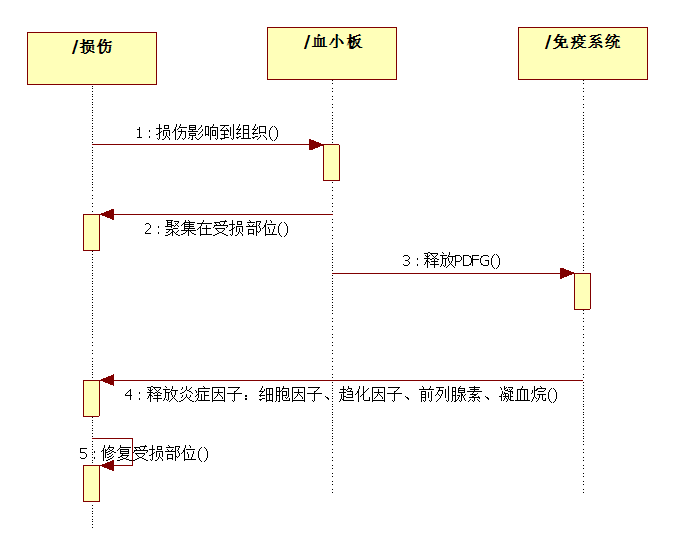 /损伤
/血小板
/免疫系统
1 : 损伤影响到组织()
2 : 聚集在受损部位()
3 : 释放PDFG()
4 : 释放炎症因子：细胞因子、趋化因子、前列腺素、凝血烷()
5 : 修复受损部位()